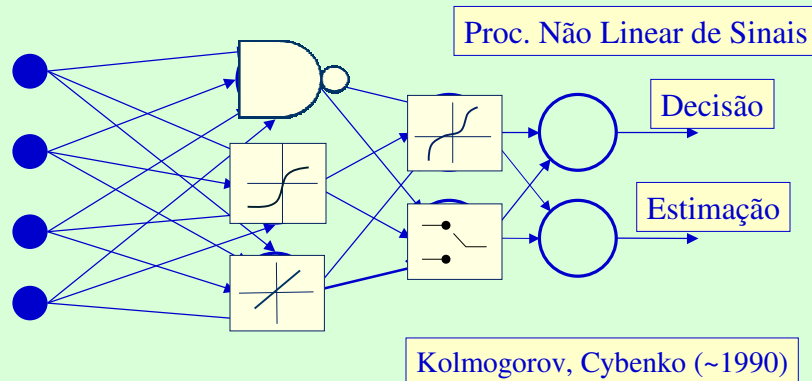 Proc. Não Linear de Sinais
Decisão
Estimação
Kolmogorov, Cybenko (~1990)